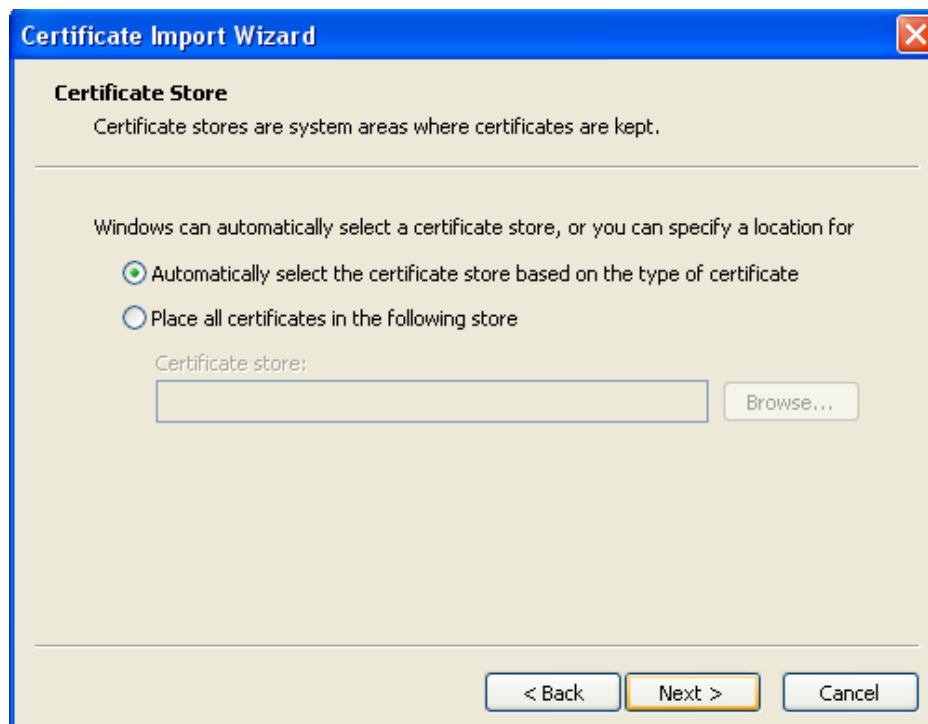 Certificate Import Wizard
Certificate Store
Certificate stores are system areas where certificates are kept.
Windows can automatically select a certificate store, or you can specify a location for
Automatically select the certificate store based on the type of certificate
Place all certificates in the following store
Certificate store:
Browse...
< Back Next > Cancel